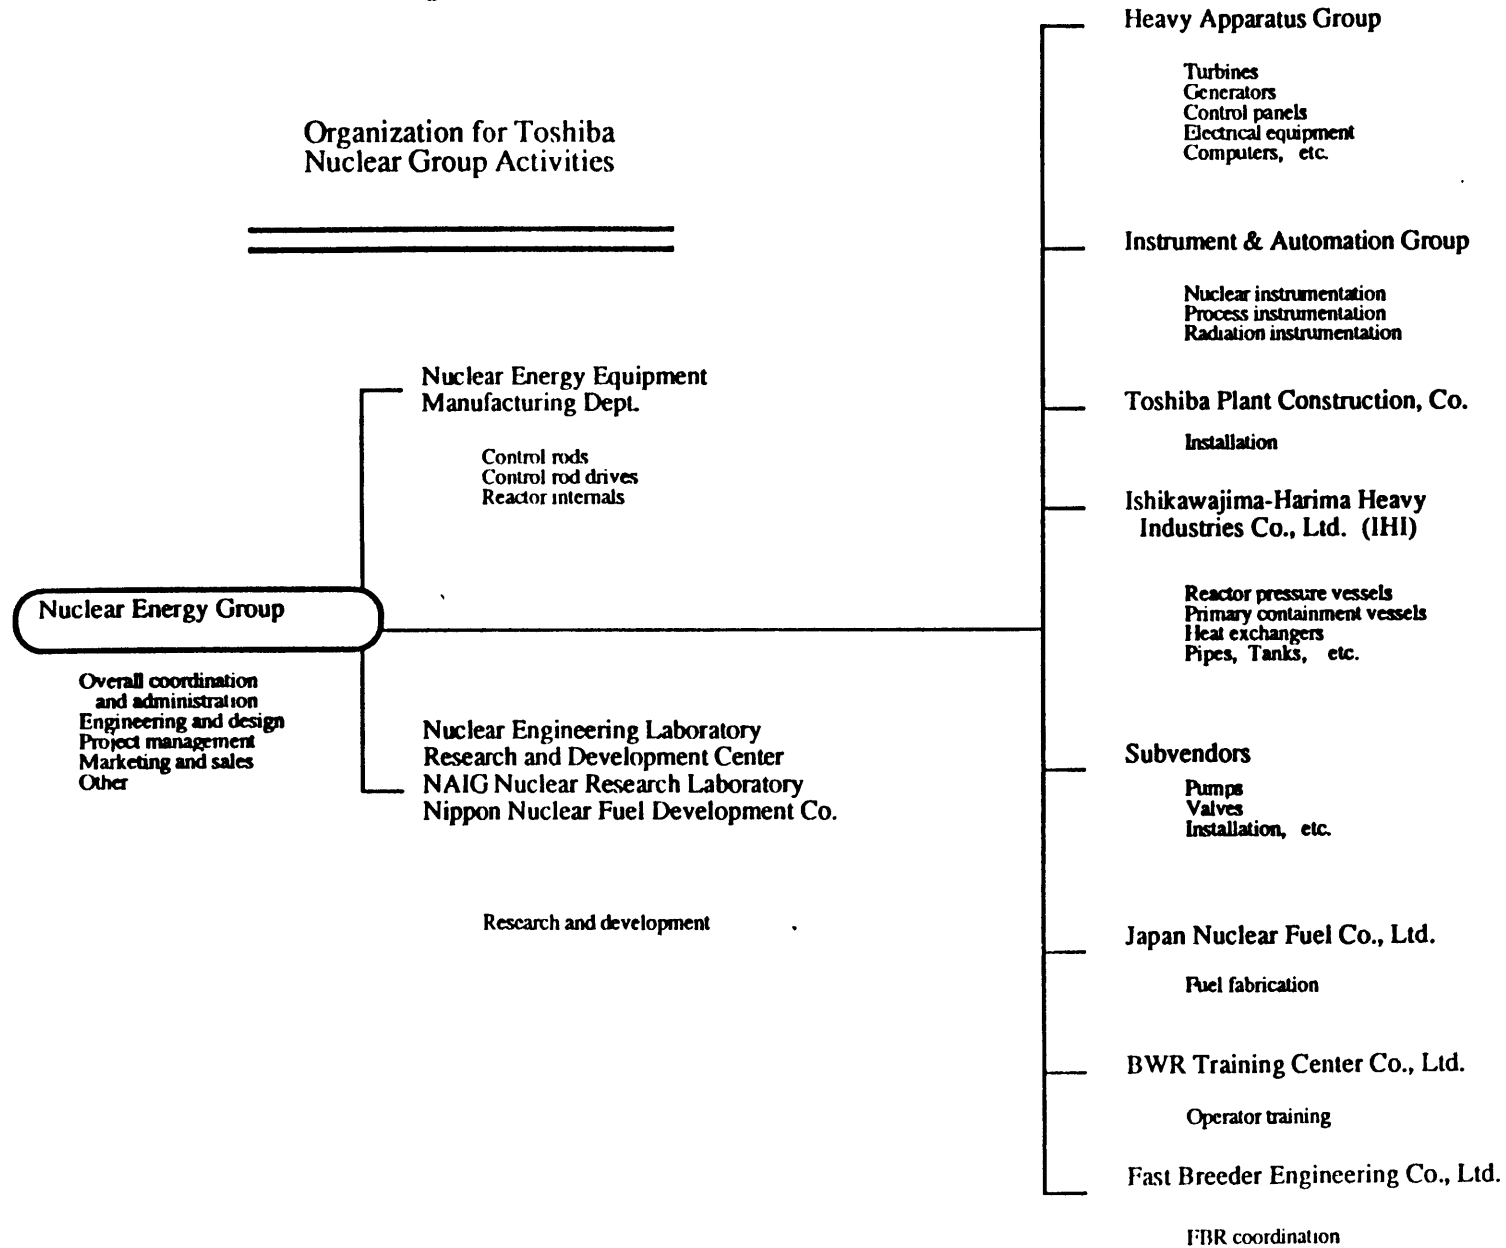 Organization for Toshiba
Nuclear Group Activities
Nuclear Energy Group
Overall coordination
and administration
Engineering and design
Project management
Marketing and sales
Other
Nuclear Energy Equipment
Manufacturing Dept.
Control rods
Control rod drives
Reactor internals
Nuclear Engineering Laboratory
Research and Development Center
NAIG Nuclear Research Laboratory
Nippon Nuclear Fuel Development Co.
Research and development
Heavy Apparatus Group
Turbines
Generators
Control panels
Electrical equipment
Computers, etc.
Instrument & Automation Group
Nuclear instrumentation
Process instrumentation
Radiation instrumentation
Toshiba Plant Construction, Co.
Installation
Ishikawajima-Harima Heavy
Industries Co., Ltd. (IHI)
Reactor pressure vessels
Primary containment vessels
Heat exchangers
Pipes, Tanks, etc.
Subvendors
Pumps
Valves
Installation, etc.
Japan Nuclear Fuel Co., Ltd.
Fuel fabrication
BWR Training Center Co., Ltd.
Operator training
Fast Breeder Engineering Co., Ltd.
FBR coordination